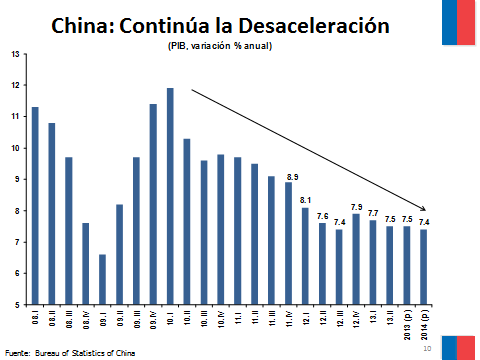 China: Continúa la Desaceleración
(PIB, variación % anual)
13
12
11
10
9
8
7
6
5
8.9
8.1
7.6
7.4
7.9
7.7
7.5
7.5
7.4
08.I
08.II
08.III
08.IV
09.I
09.II
09.III
09.IV
10.I
10.II
10.III
10.IV
11.I
11.II
11.III
11.IV
12.I
12.II
12.III
12.IV
13.I
13.II
2013 (p)
2014 (p)
Fuente: Bureau of Statistics of China
10